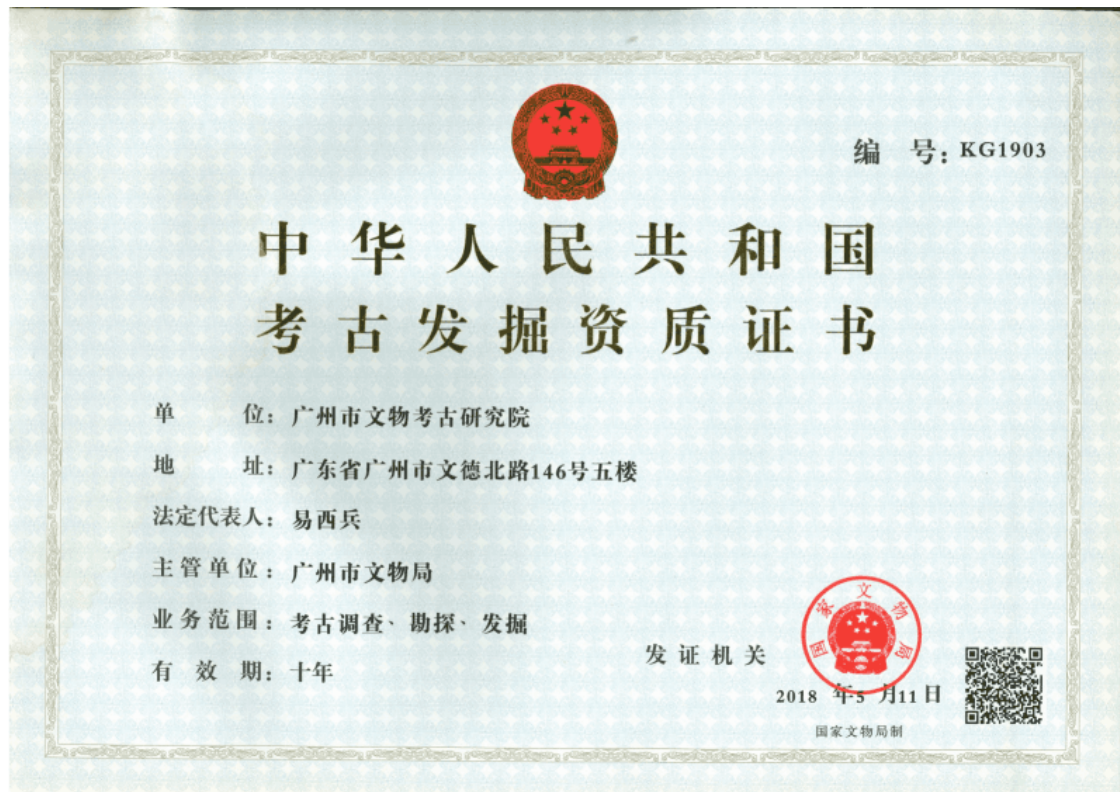 编 号：KG1903
中华人民共和国
考古发掘资质证书
单 位：广州市文物考古研究院
地 址：广东省广州市文德北路146号五楼
法定代表人：易西兵
主管单位：广州市文物局
业务范围：考古调查、勘探、发掘
有 效 期：十年
发证机关
国家文物局
2018 年5 月11日
国家文物局制